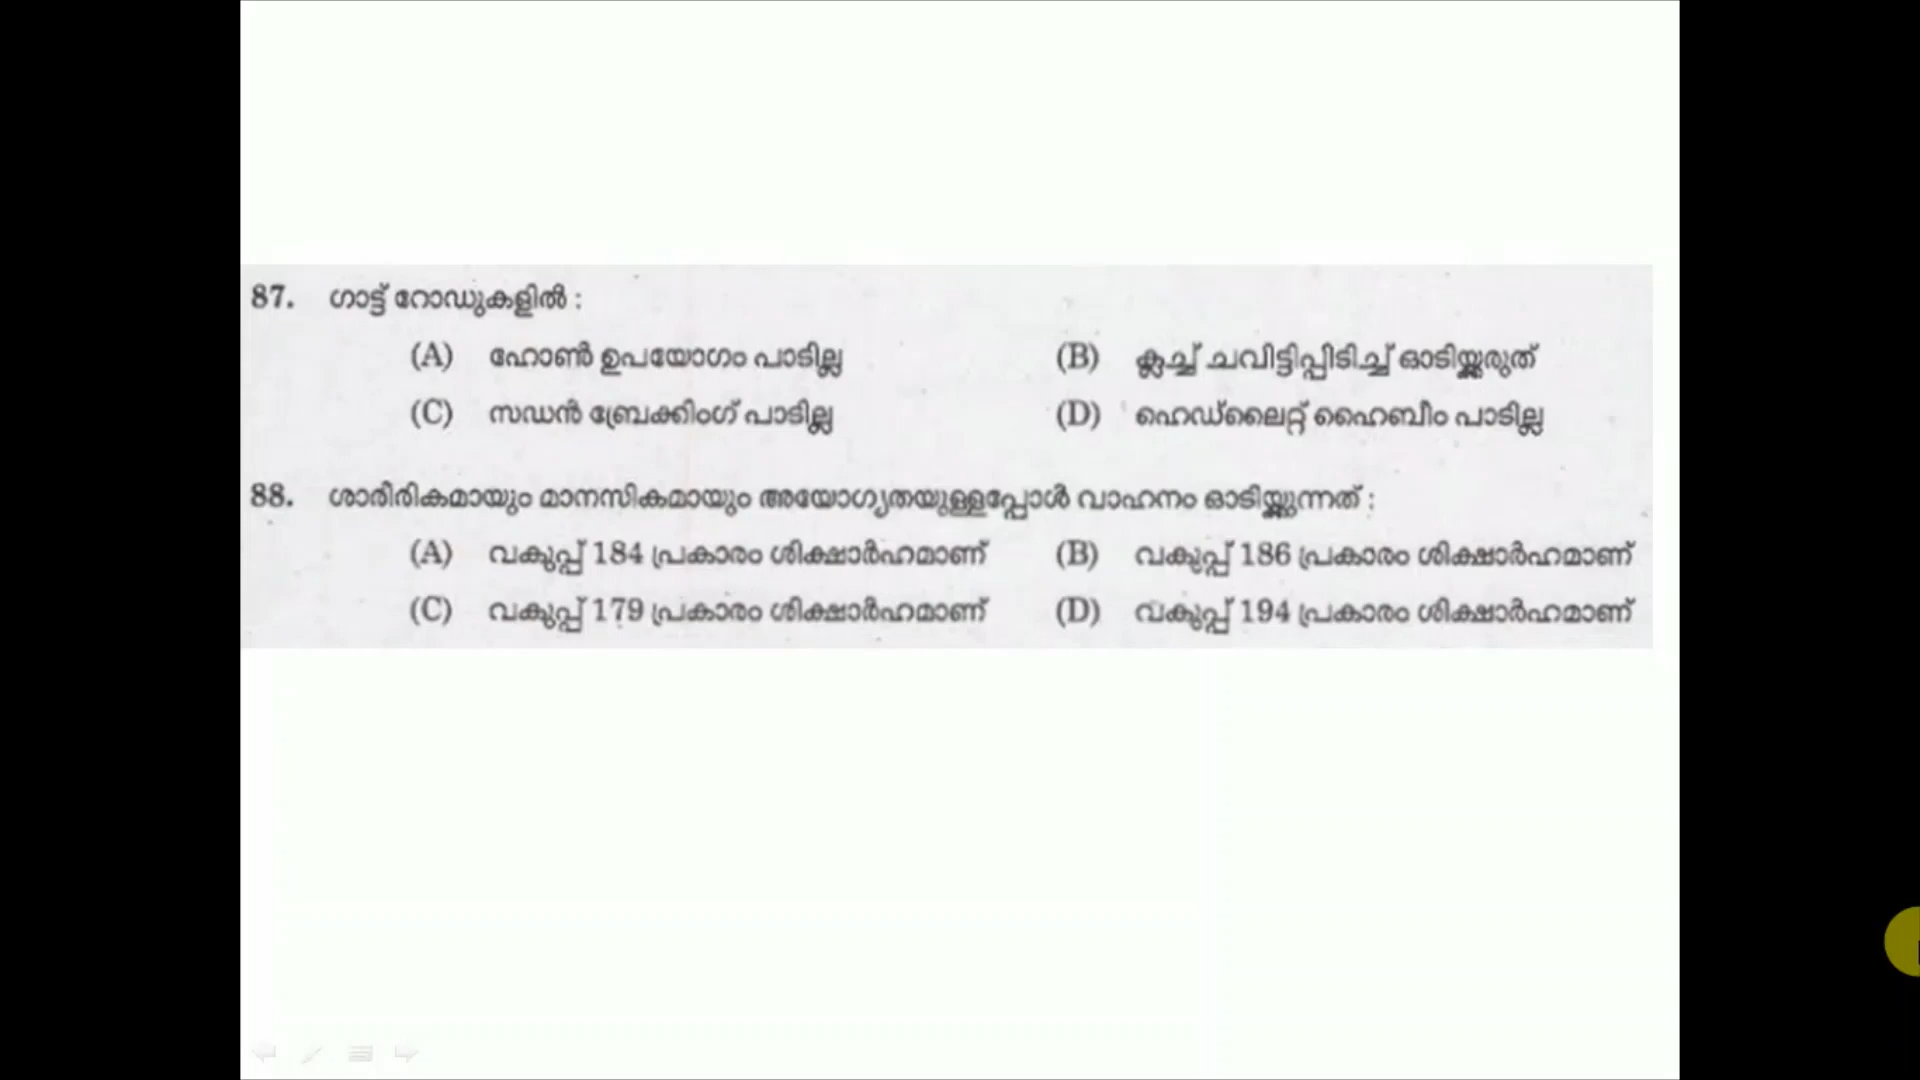 87. ഗാട്ട് റോഡുകളിൽ :
(A) ഹോൺ ഉപയോഗം പാടില്ല (B) ക്ലച്ച് ചവിട്ടിപ്പിടിച്ച് ഓടിയ്ക്കരുത്
(C) സഡൻ ബ്രേക്കിംഗ് പാടില്ല (D) ഹെഡ്‌ലൈറ്റ് ഹൈബീം പാടില്ല
88. ശാരിരികമായും മാനസികമായും അയോഗ്യതയുള്ളപ്പോൾ വാഹനം ഓടിയ്ക്കുന്നത് :
(A) വകുപ്പ് 184 പ്രകാരം ശിക്ഷാർഹമാണ് (B) വകുപ്പ് 186 പ്രകാരം ശിക്ഷാർഹമാണ്
(C) വകുപ്പ് 179 പ്രകാരം ശിക്ഷാർഹമാണ് (D) വകുപ്പ് 194 പ്രകാരം ശിക്ഷാർഹമാണ്